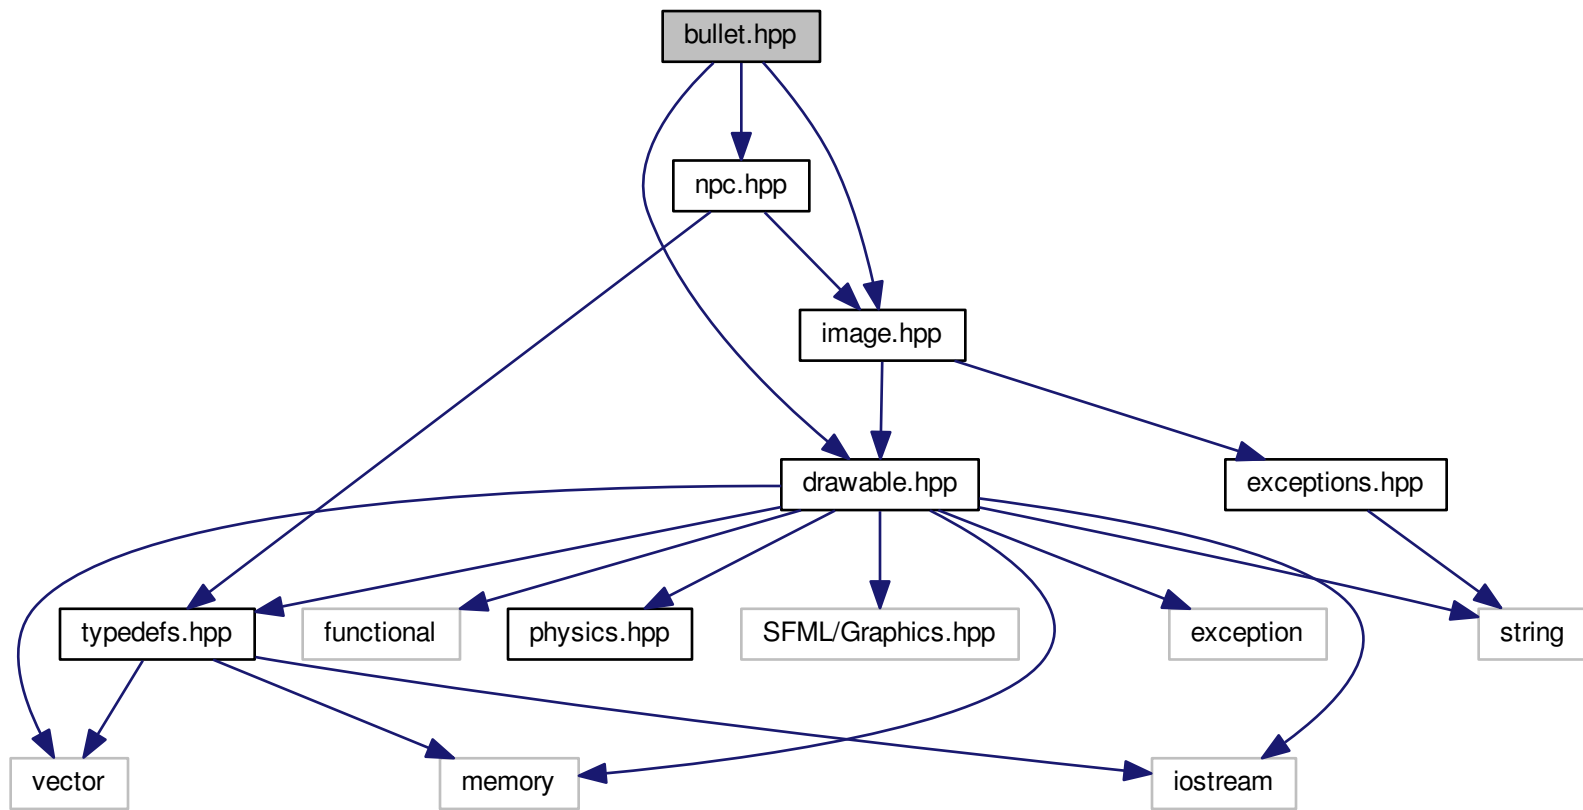 bullet.hpp
npc.hpp
image.hpp
drawable.hpp
exceptions.hpp
typedefs.hpp
functional
physics.hpp
SFML/Graphics.hpp
exception
string
vector
memory
iostream